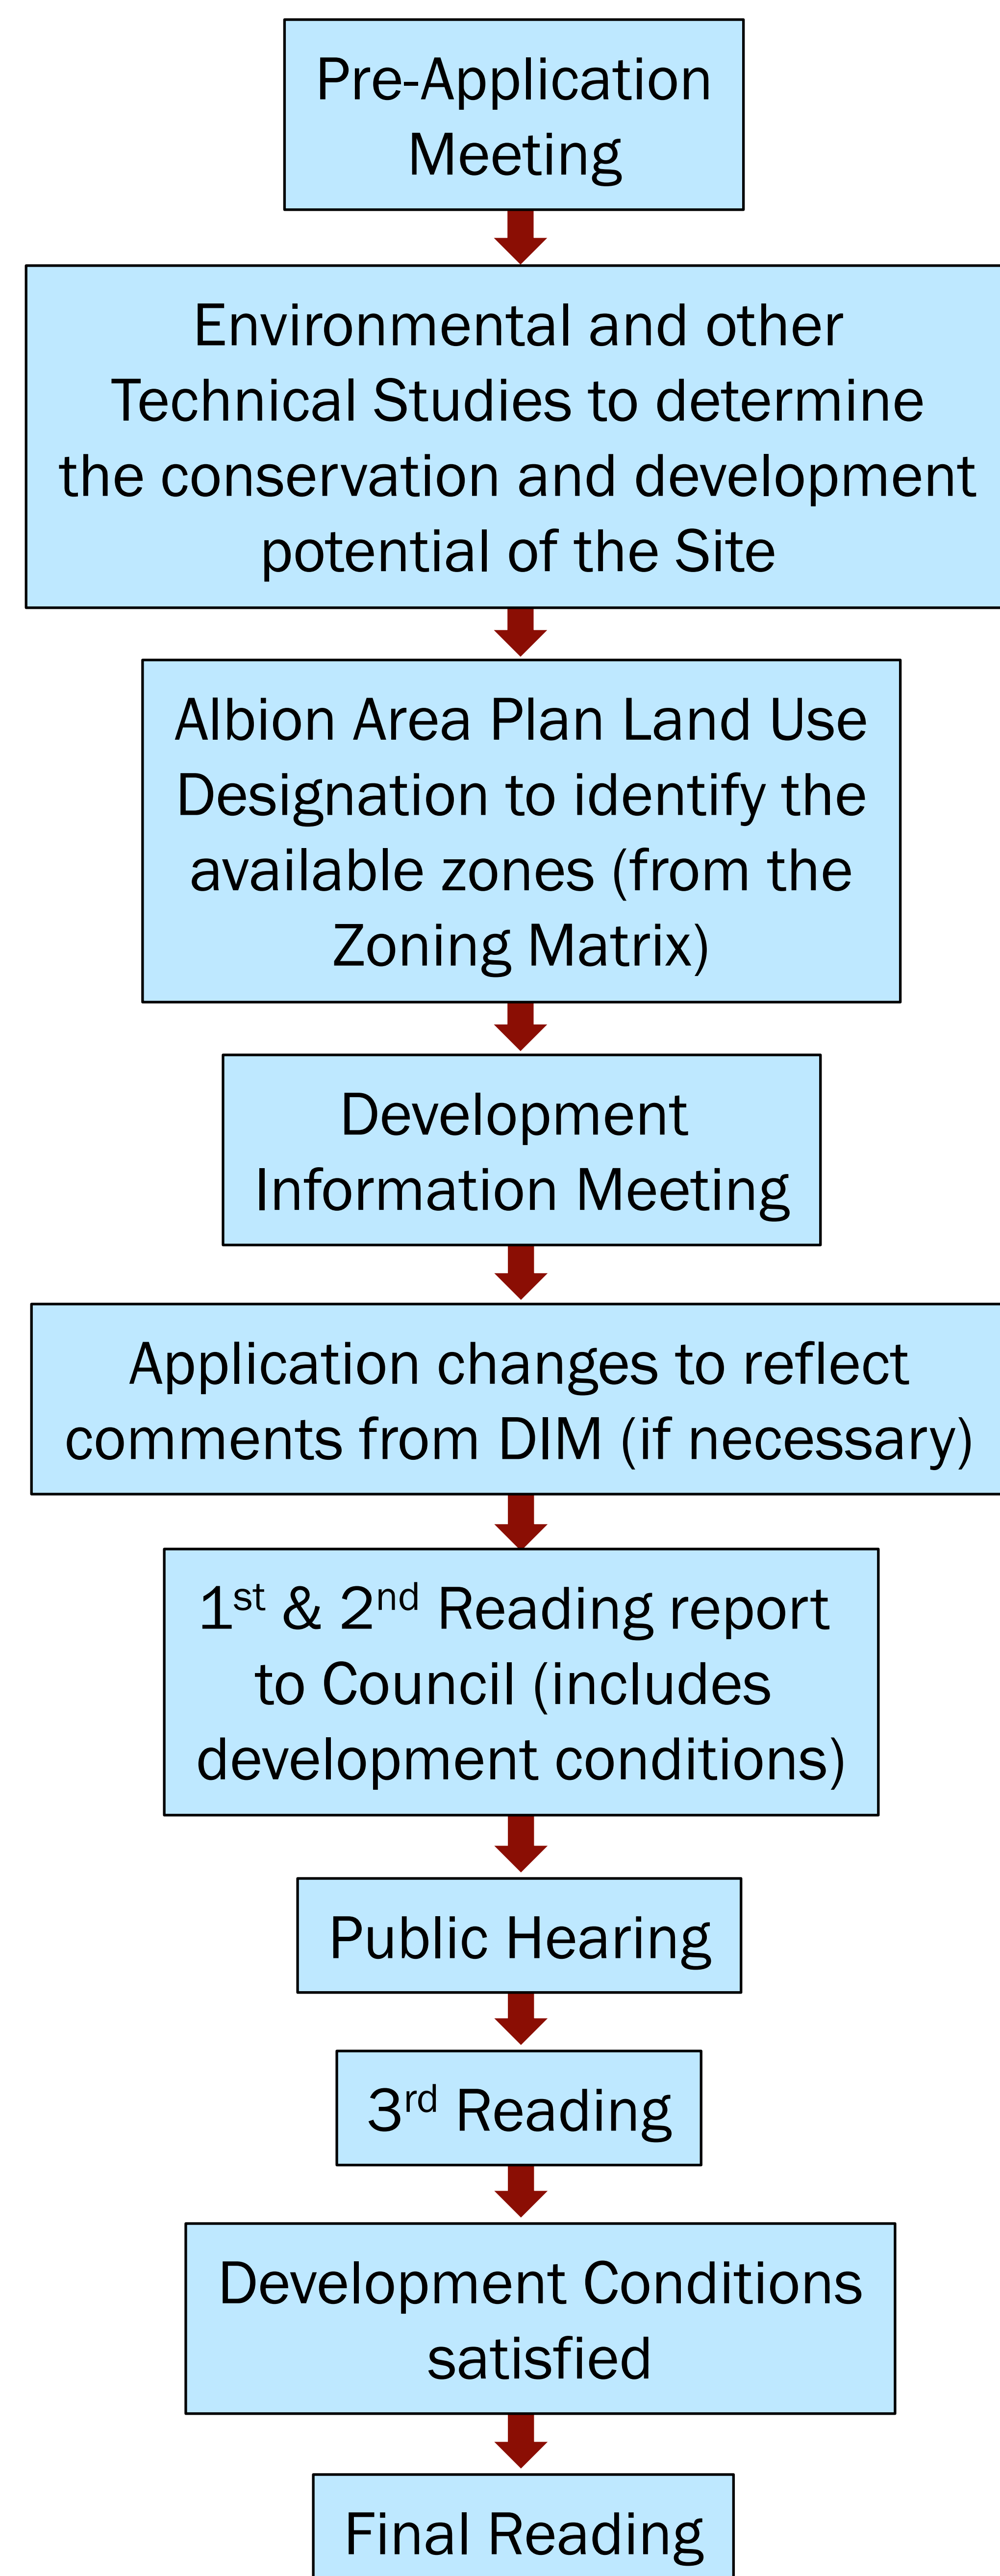 Pre-Application
Meeting
Environmental and other
Technical Studies to determine
the conservation and development
potential of the Site
Albion Area Plan Land Use
Designation to identify the
available zones (from the
Zoning Matrix)
Development
Information Meeting
Application changes to reflect
comments from DIM (if necessary)
1st & 2nd Reading report
to Council (includes
development conditions)
Public Hearing
3rd Reading
Development Conditions
satisfied
Final Reading